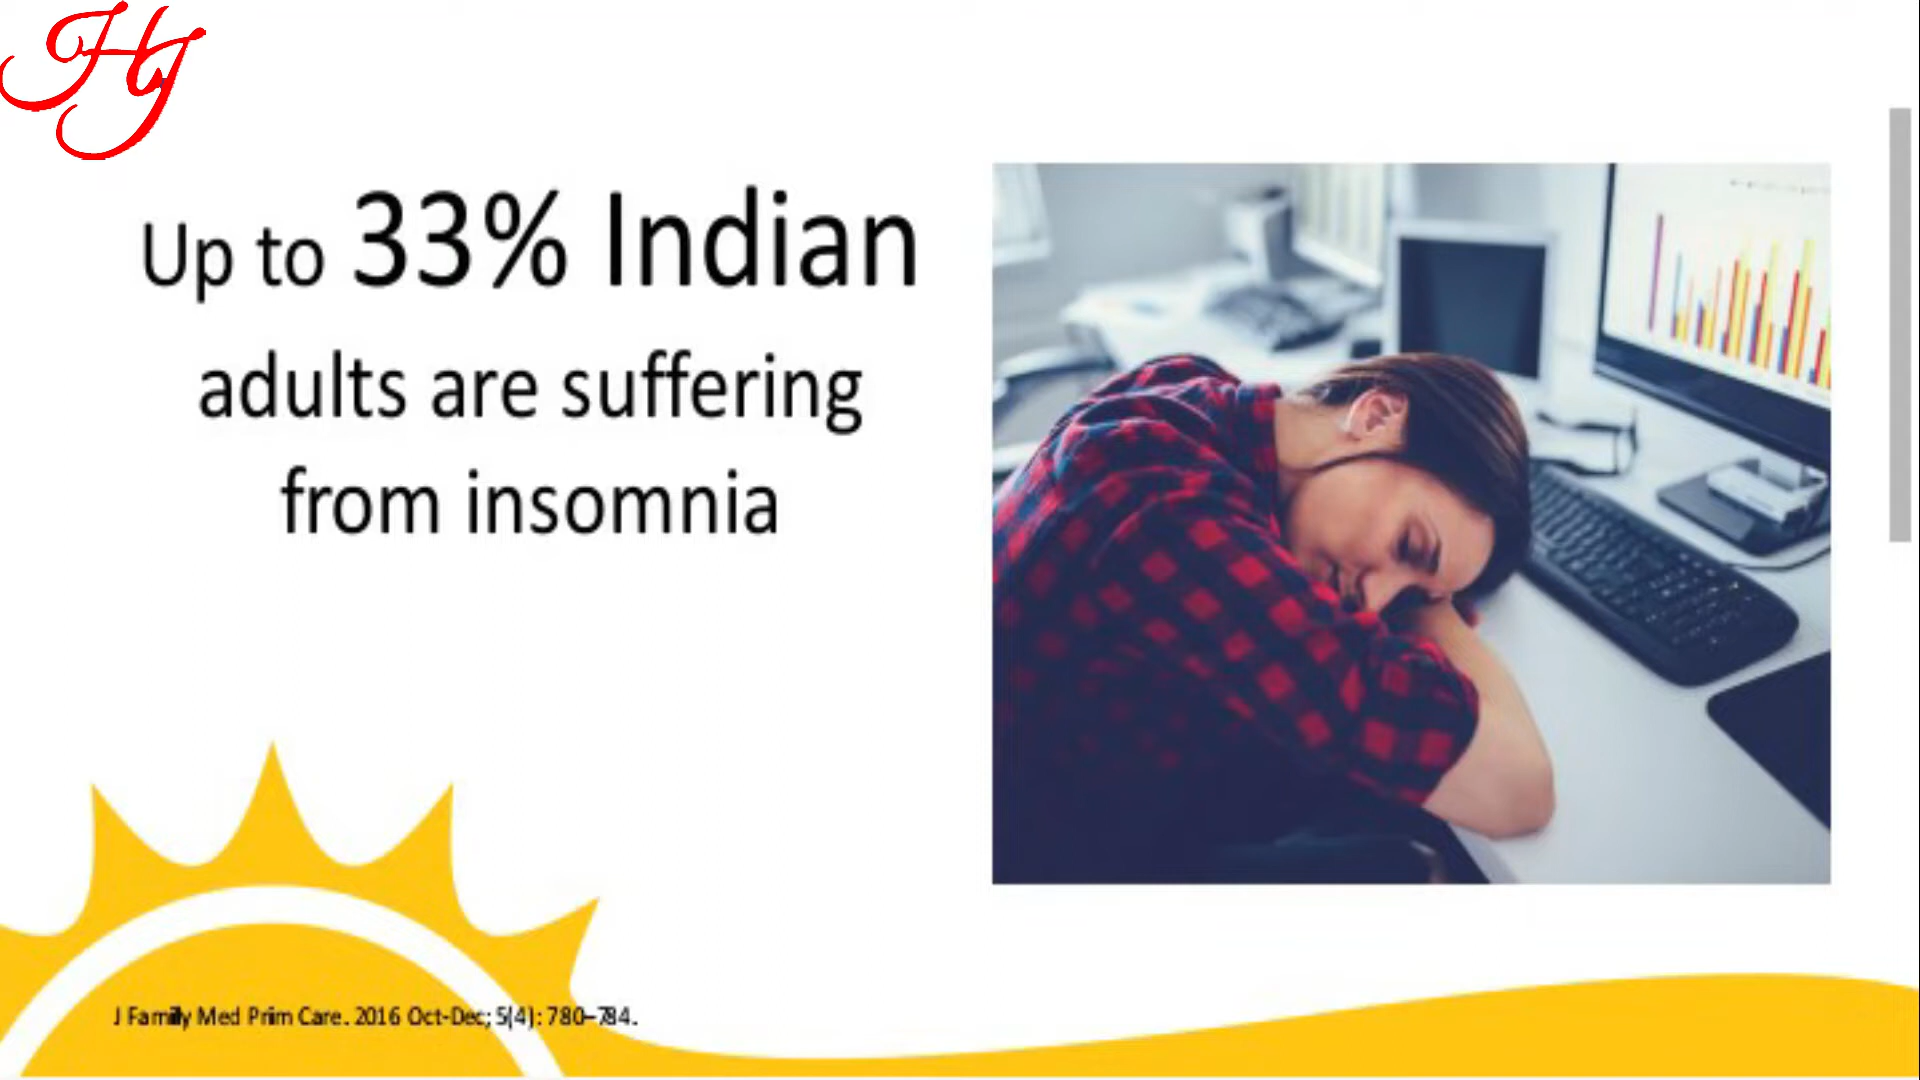 Hy
Up to 33% Indian
adults are suffering
from insomnia
J Family Med Prim Care. 2016 Oct-Dec; 5(4): 780–784.